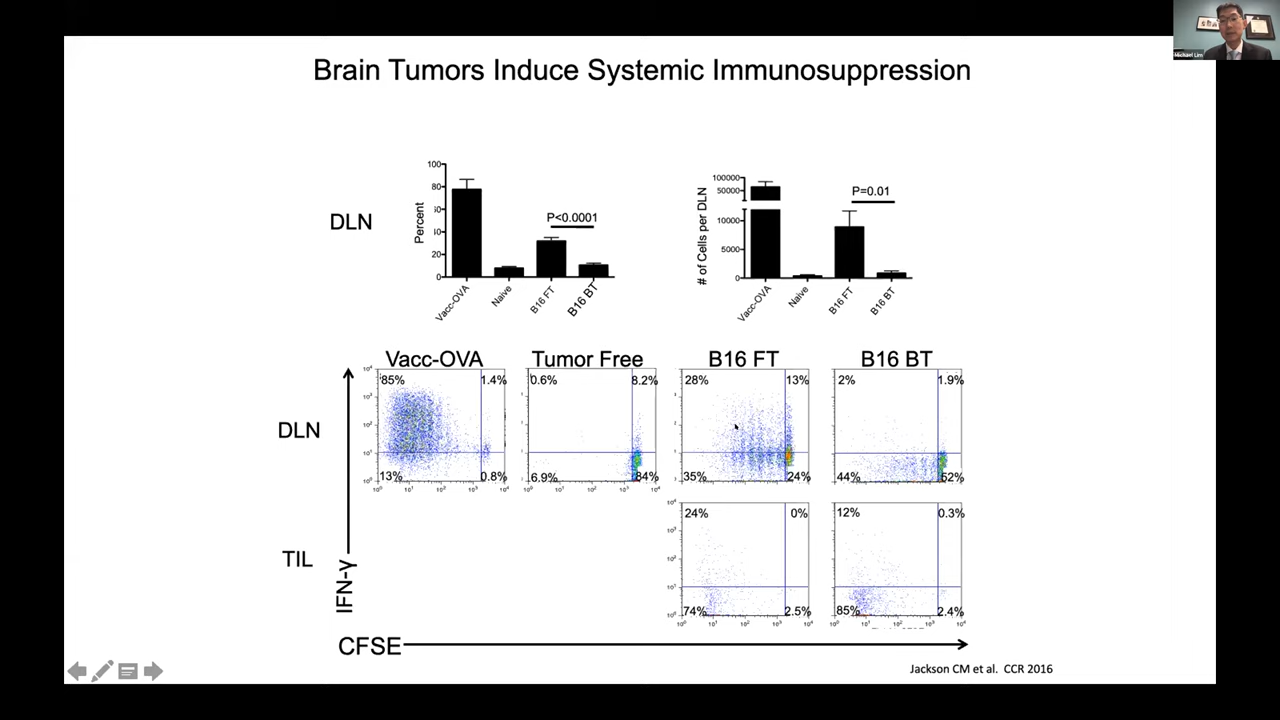 Brain Tumors Induce Systemic Immunosuppression
Michael Lim
DLN
Percent
100
80
60
40
20
0
P<0.0001
Vacc-OVA
Naive
B16 FT
B16 BT
# of Cells per DLN
100000
50000
10000
5000
0
P=0.01
Vacc-OVA
Naive
B16 FT
B16 BT
Vacc-OVA Tumor Free B16 FT B16 BT
DLN
85% 1.4% 0.6% 8.2% 28% 13% 2% 1.9%
13% 0.8% 6.9% 84% 35% 24% 44% 52%
TIL
24% 0% 12% 0.3%
74% 2.5% 85% 2.4%
IFN-γ
CFSE
Jackson CM et al. CCR 2016